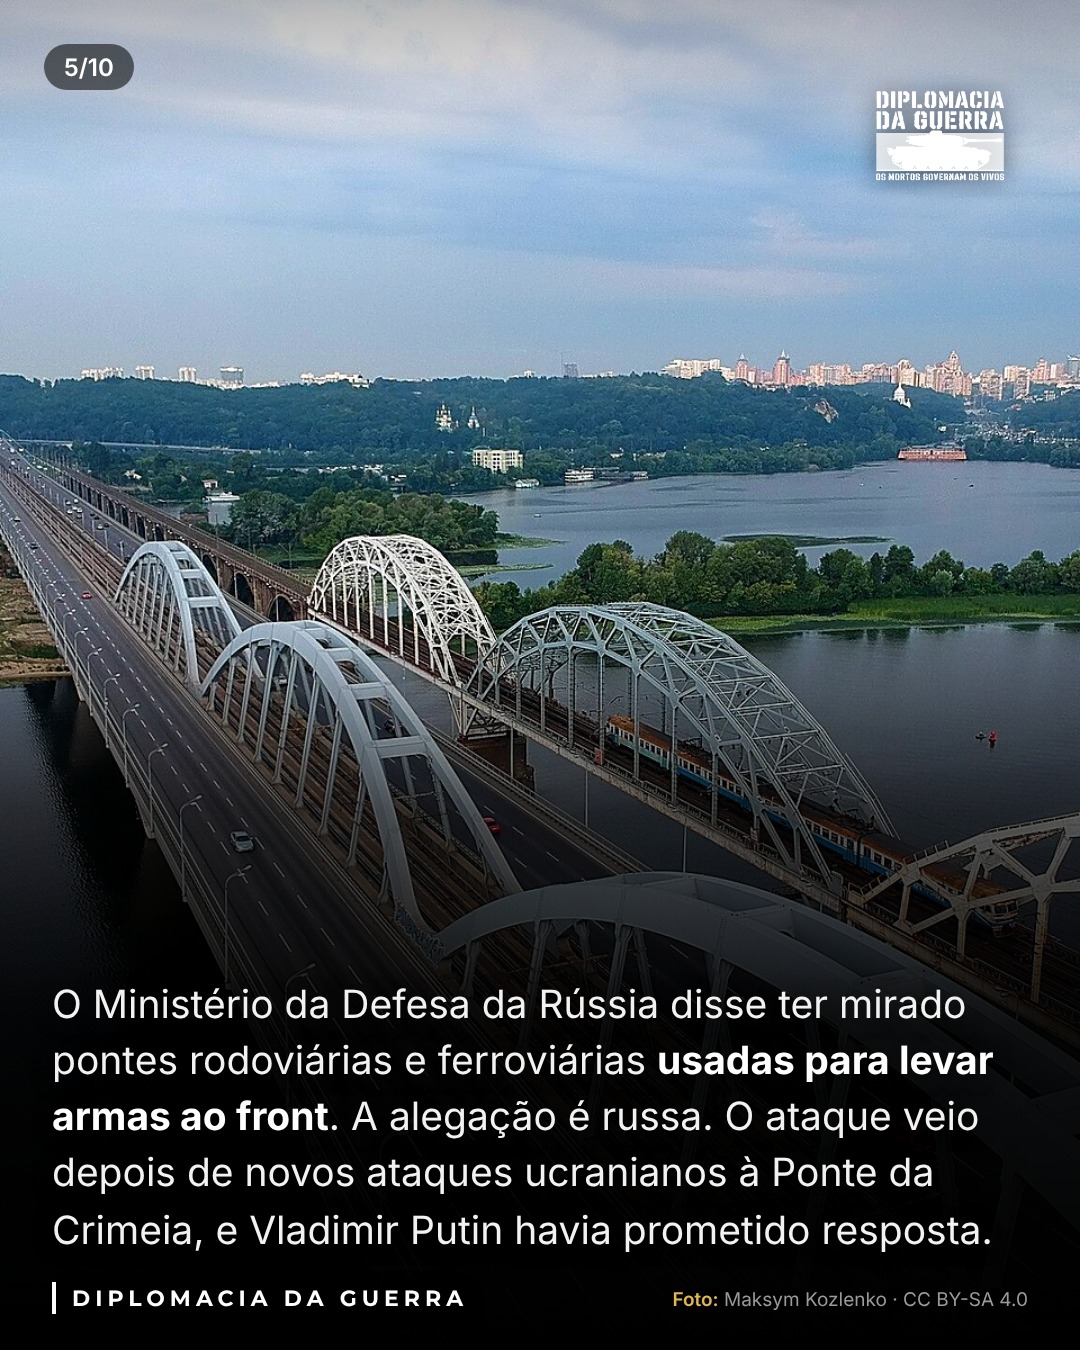 5/10
DIPLOMACIA
DA GUERRA
OS MORTOS GOVERNAM OS VIVOS
O Ministério da Defesa da Rússia disse ter mirado
pontes rodoviárias e ferroviárias usadas para levar
armas ao front. A alegação é russa. O ataque veio
depois de novos ataques ucranianos à Ponte da
Crimeia, e Vladimir Putin havia prometido resposta.
DIPLOMACIA DA GUERRA
Foto: Maksym Kozlenko · CC BY-SA 4.0